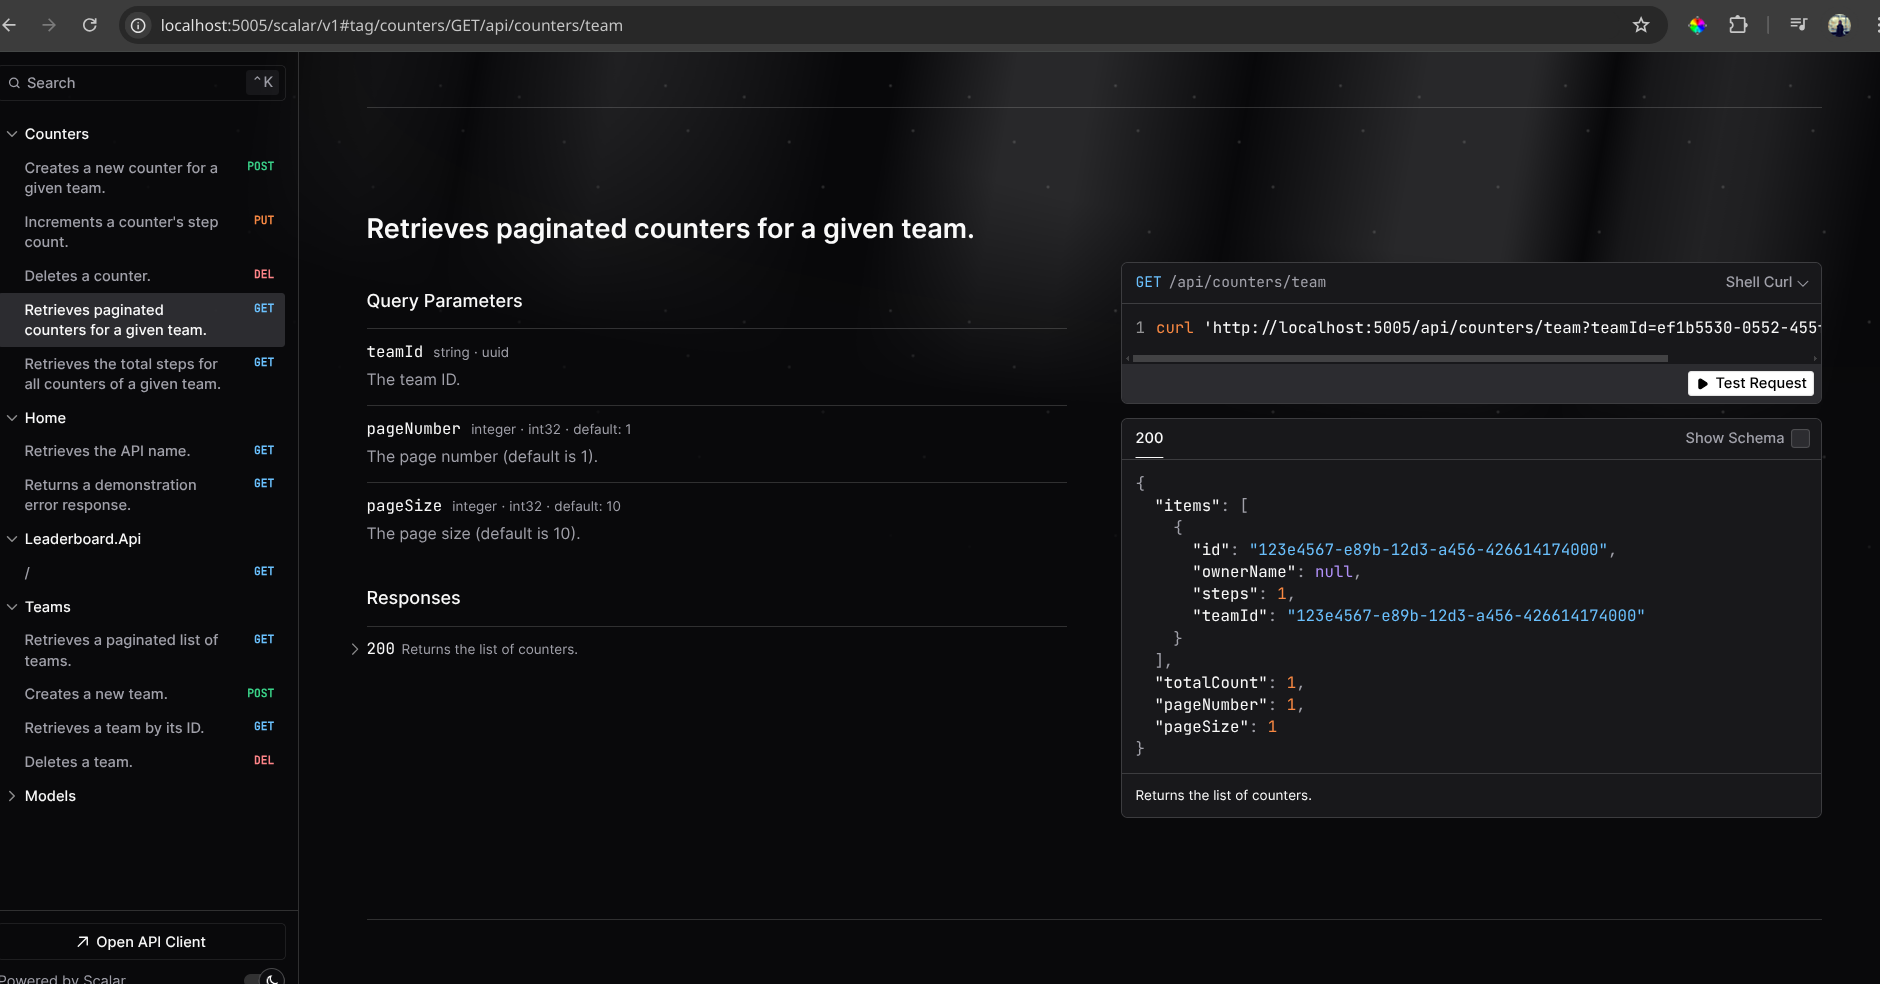 localhost:5005/scalar/v1#tag/counters/GET/api/counters/team
Search
^K
Counters
Creates a new counter for a
given team.
POST
Increments a counter's step
count.
PUT
Deletes a counter.
DEL
Retrieves paginated
counters for a given team.
GET
Retrieves the total steps for
all counters of a given team.
GET
Home
Retrieves the API name.
GET
Returns a demonstration
error response.
GET
Leaderboard.Api
/
GET
Teams
Retrieves a paginated list of
teams.
GET
Creates a new team.
POST
Retrieves a team by its ID.
GET
Deletes a team.
DEL
Models
Open API Client
Powered by Scalar
Retrieves paginated counters for a given team.
Query Parameters
teamId string · uuid
The team ID.
pageNumber integer · int32 · default: 1
The page number (default is 1).
pageSize integer · int32 · default: 10
The page size (default is 10).
Responses
200 Returns the list of counters.
GET /api/counters/team
Shell Curl
1 curl 'http://localhost:5005/api/counters/team?teamId=ef1b5530-0552-455
Test Request
200
Show Schema
{
"items": [
{
"id": "123e4567-e89b-12d3-a456-426614174000",
"ownerName": null,
"steps": 1,
"teamId": "123e4567-e89b-12d3-a456-426614174000"
}
],
"totalCount": 1,
"pageNumber": 1,
"pageSize": 1
}
Returns the list of counters.